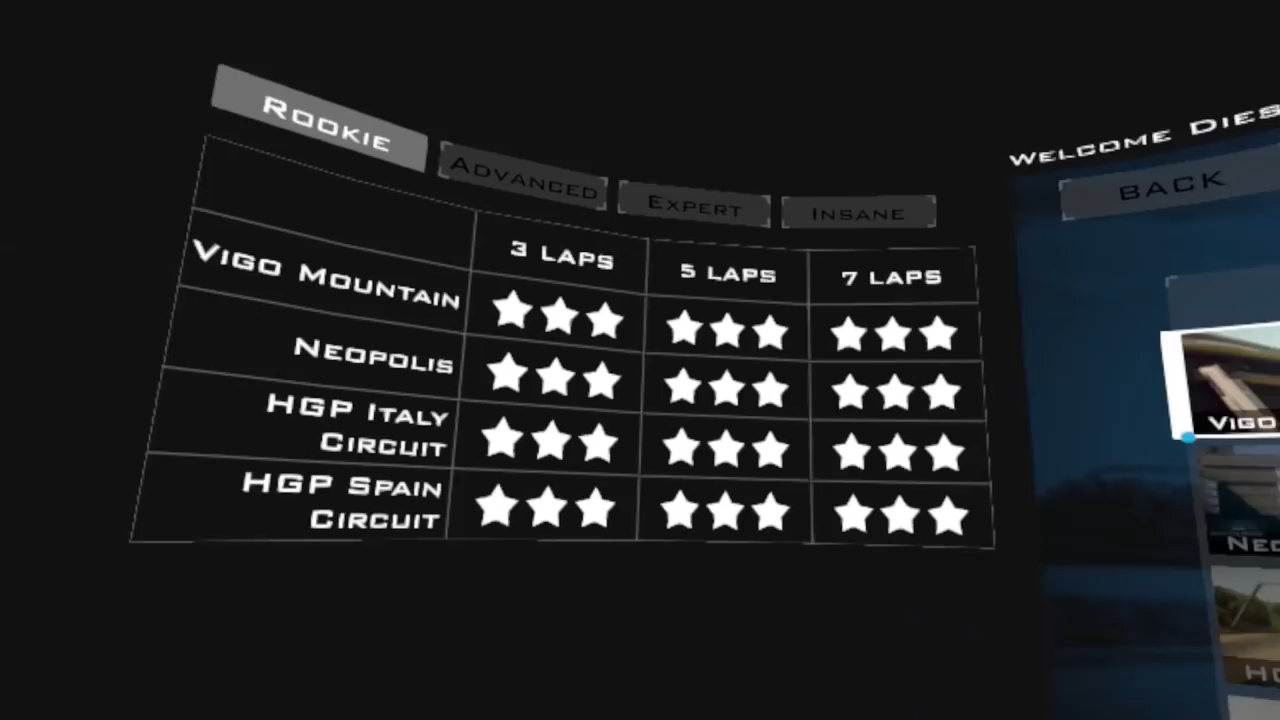 Rookie
Advanced
Expert
Insane
3 laps
5 laps
7 laps
Vigo Mountain
Neopolis
HGP Italy
Circuit
HGP Spain
Circuit
Welcome
Back
Vigo